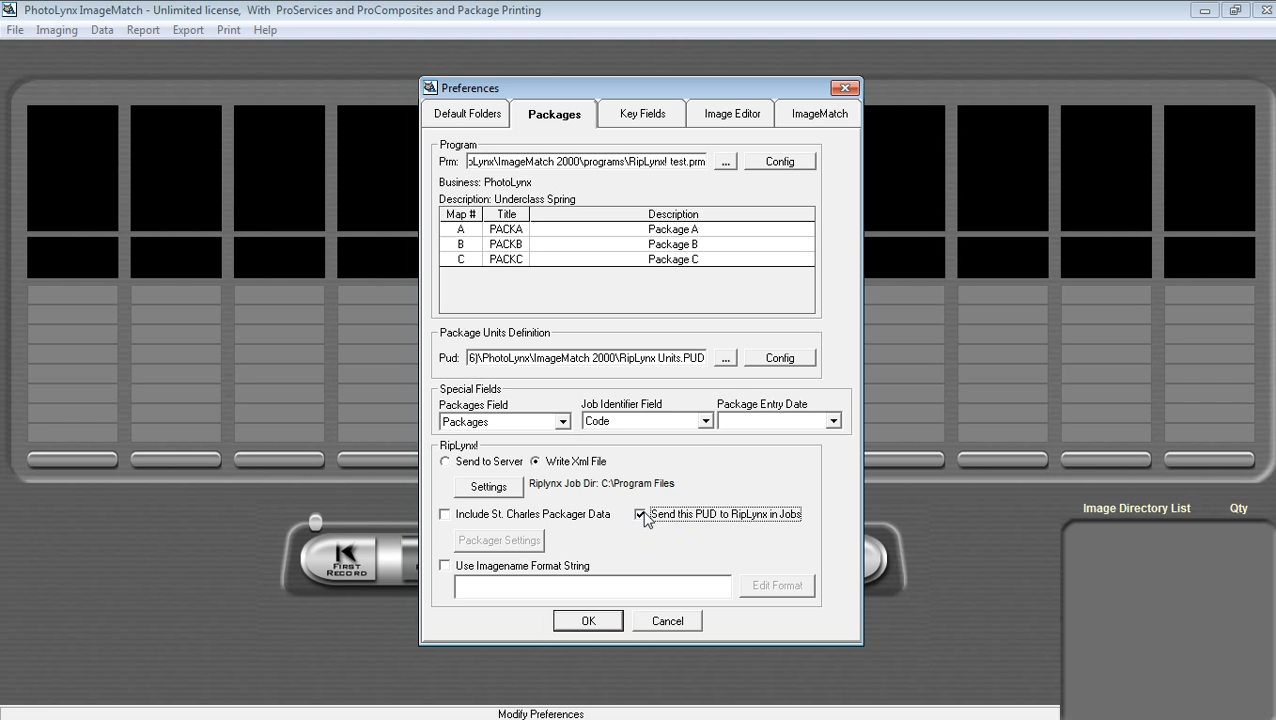 PhotoLynx ImageMatch - Unlimited license,  With  ProServices and ProComposites and Package Printing
File Imaging Data Report Export Print Help
Preferences
Default Folders Packages Key Fields Image Editor ImageMatch
Program
Prm: oLynx\ImageMatch 2000\programs\RipLynx! test.prm ... Config
Business: PhotoLynx
Description: Underclass Spring
Map # Title Description
A PACKA Package A
B PACKB Package B
C PACKC Package C
Package Units Definition
Pud: 6)\PhotoLynx\ImageMatch 2000\RipLynx Units.PUD ... Config
Special Fields
Packages Field Job Identifier Field Package Entry Date
Packages Code
RipLynx!
Send to Server Write Xml File
Settings Riplynx Job Dir: C:\Program Files
Include St. Charles Packager Data Send this PUD to RipLynx in Jobs
Packager Settings
Use Imagename Format String
Edit Format
OK Cancel
Image Directory List Qty
K
FIRST
RECORD
Modify Preferences